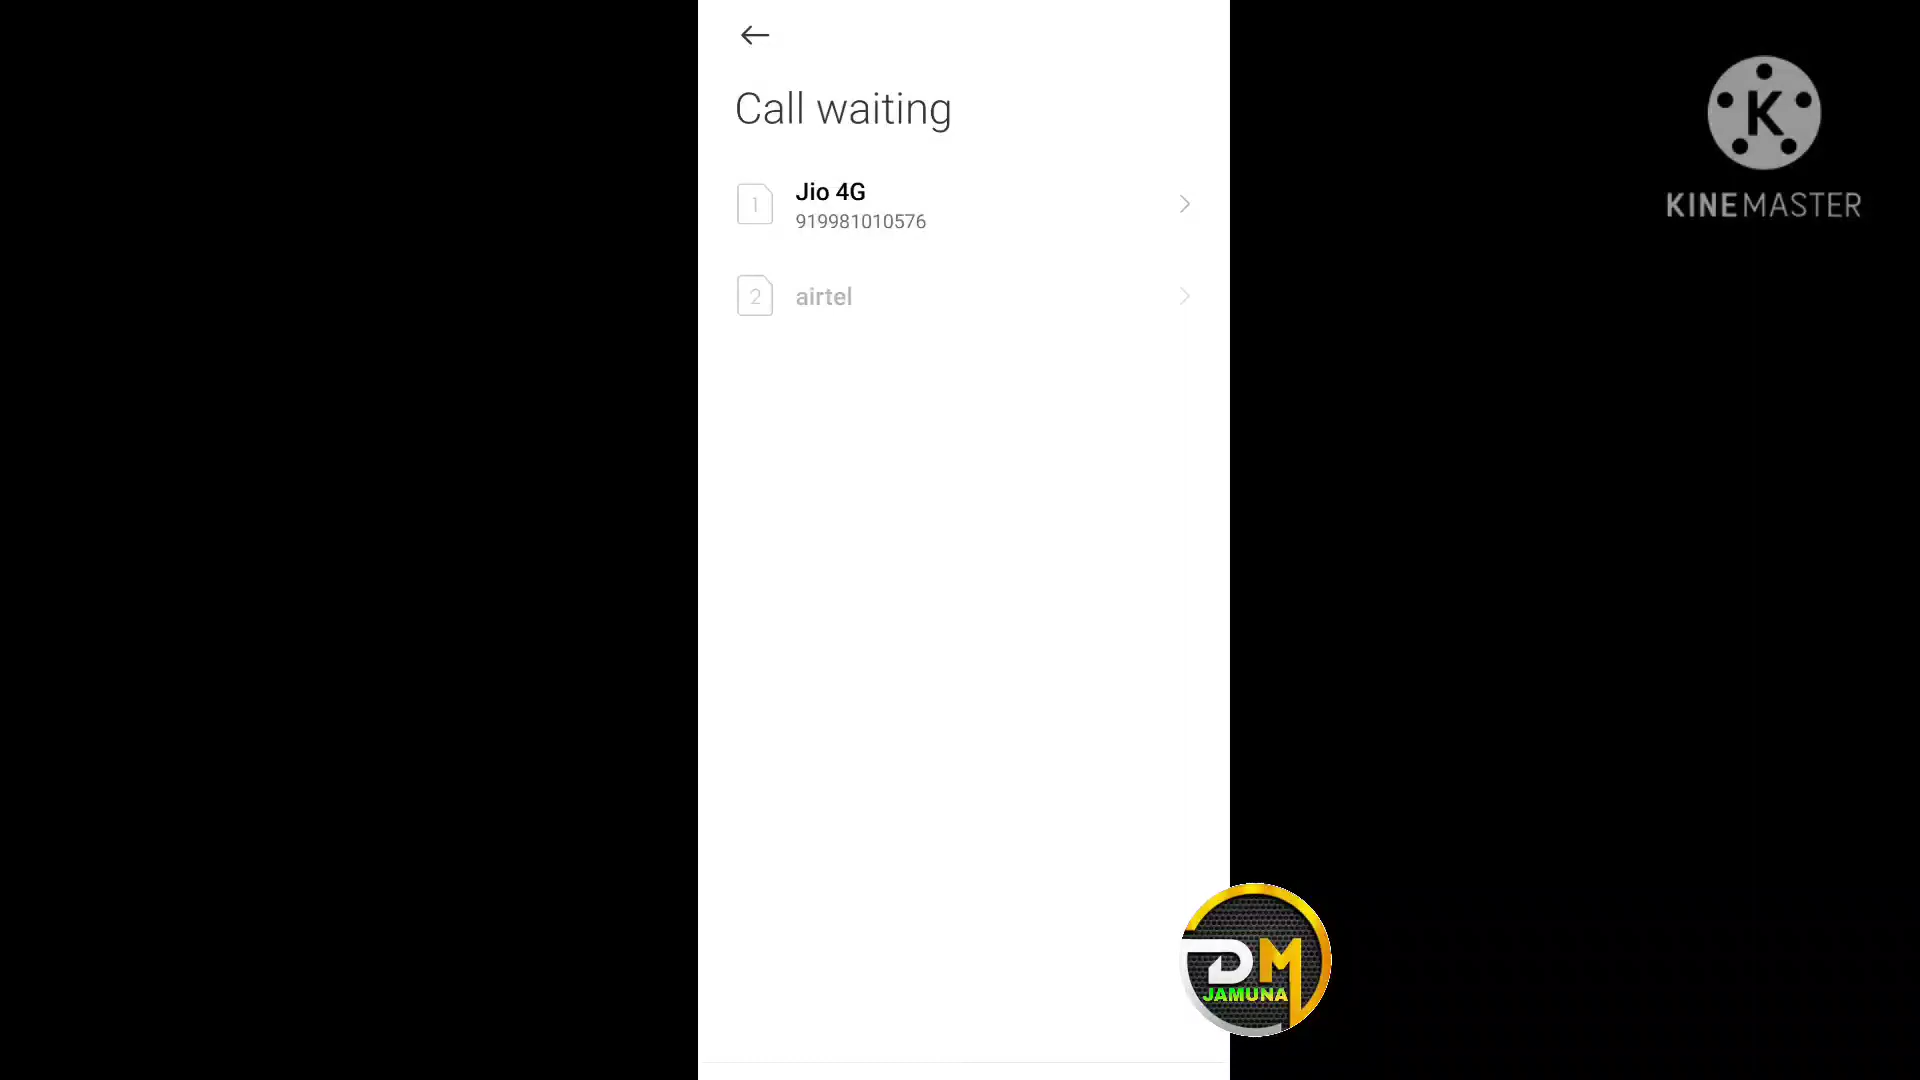 Call waiting
1
Jio 4G
919981010576
2
airtel
K
KINEMASTER
DM
JAMUNA